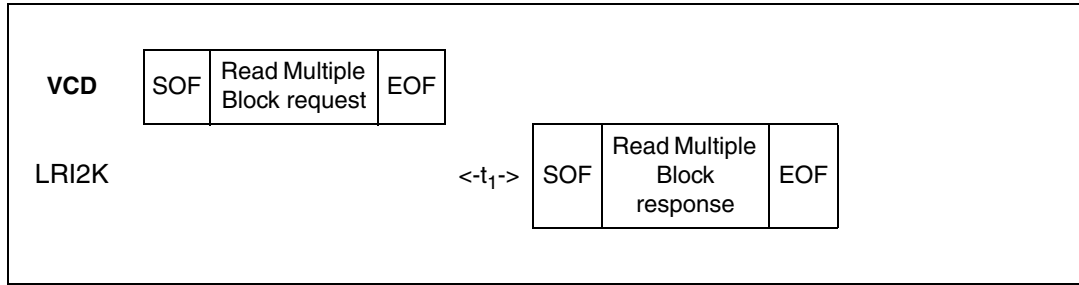 VCD SOF Read Multiple Block request EOF
LRI2K <-t₁-> SOF Read Multiple Block response EOF